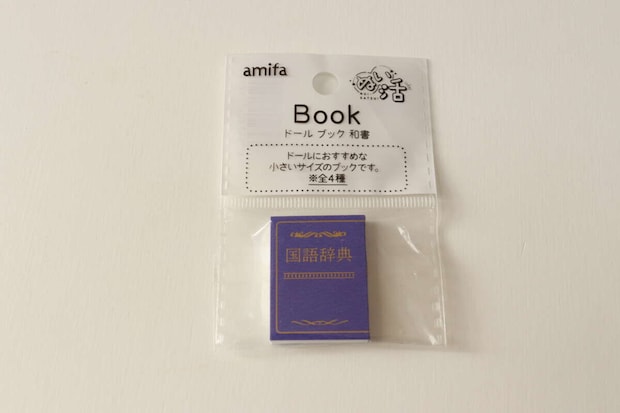 amifa
ぬい活
NUI
KATSU
Book
ドール ブック 和書
ドールにおすすめな
小さいサイズのブックです。
※全4種
国語辞典